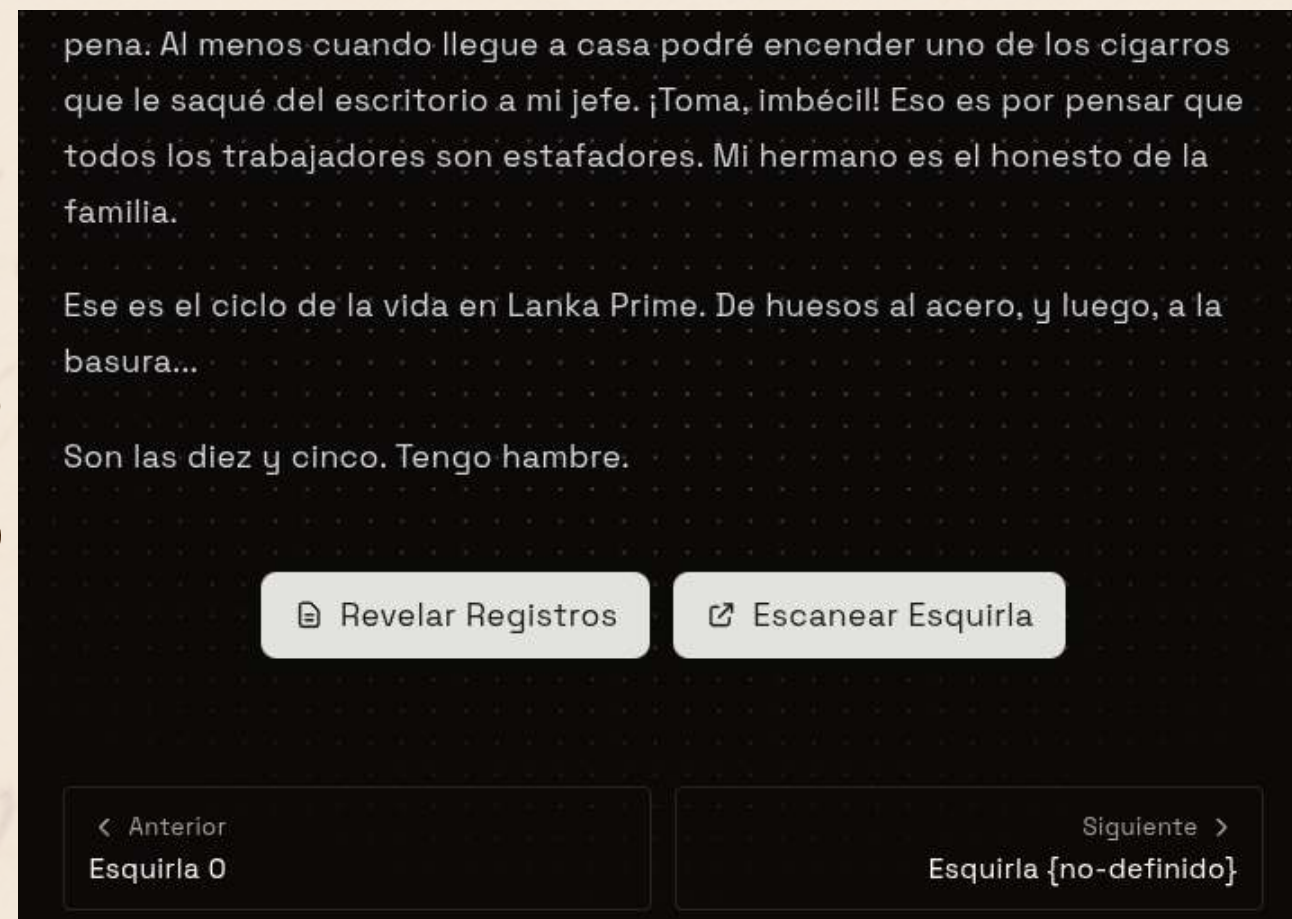 pena. Al menos cuando llegue a casa podré encender uno de los cigarros
que le saqué del escritorio a mi jefe. ¡Toma, imbécil! Eso es por pensar que
todos los trabajadores son estafadores. Mi hermano es el honesto de la
familia.
Ese es el ciclo de la vida en Lanka Prime. De huesos al acero, y luego, a la
basura...
Son las diez y cinco. Tengo hambre.
Revelar Registros
Escanear Esquirla
Anterior
Esquirla 0
Siguiente
Esquirla {no-definido}